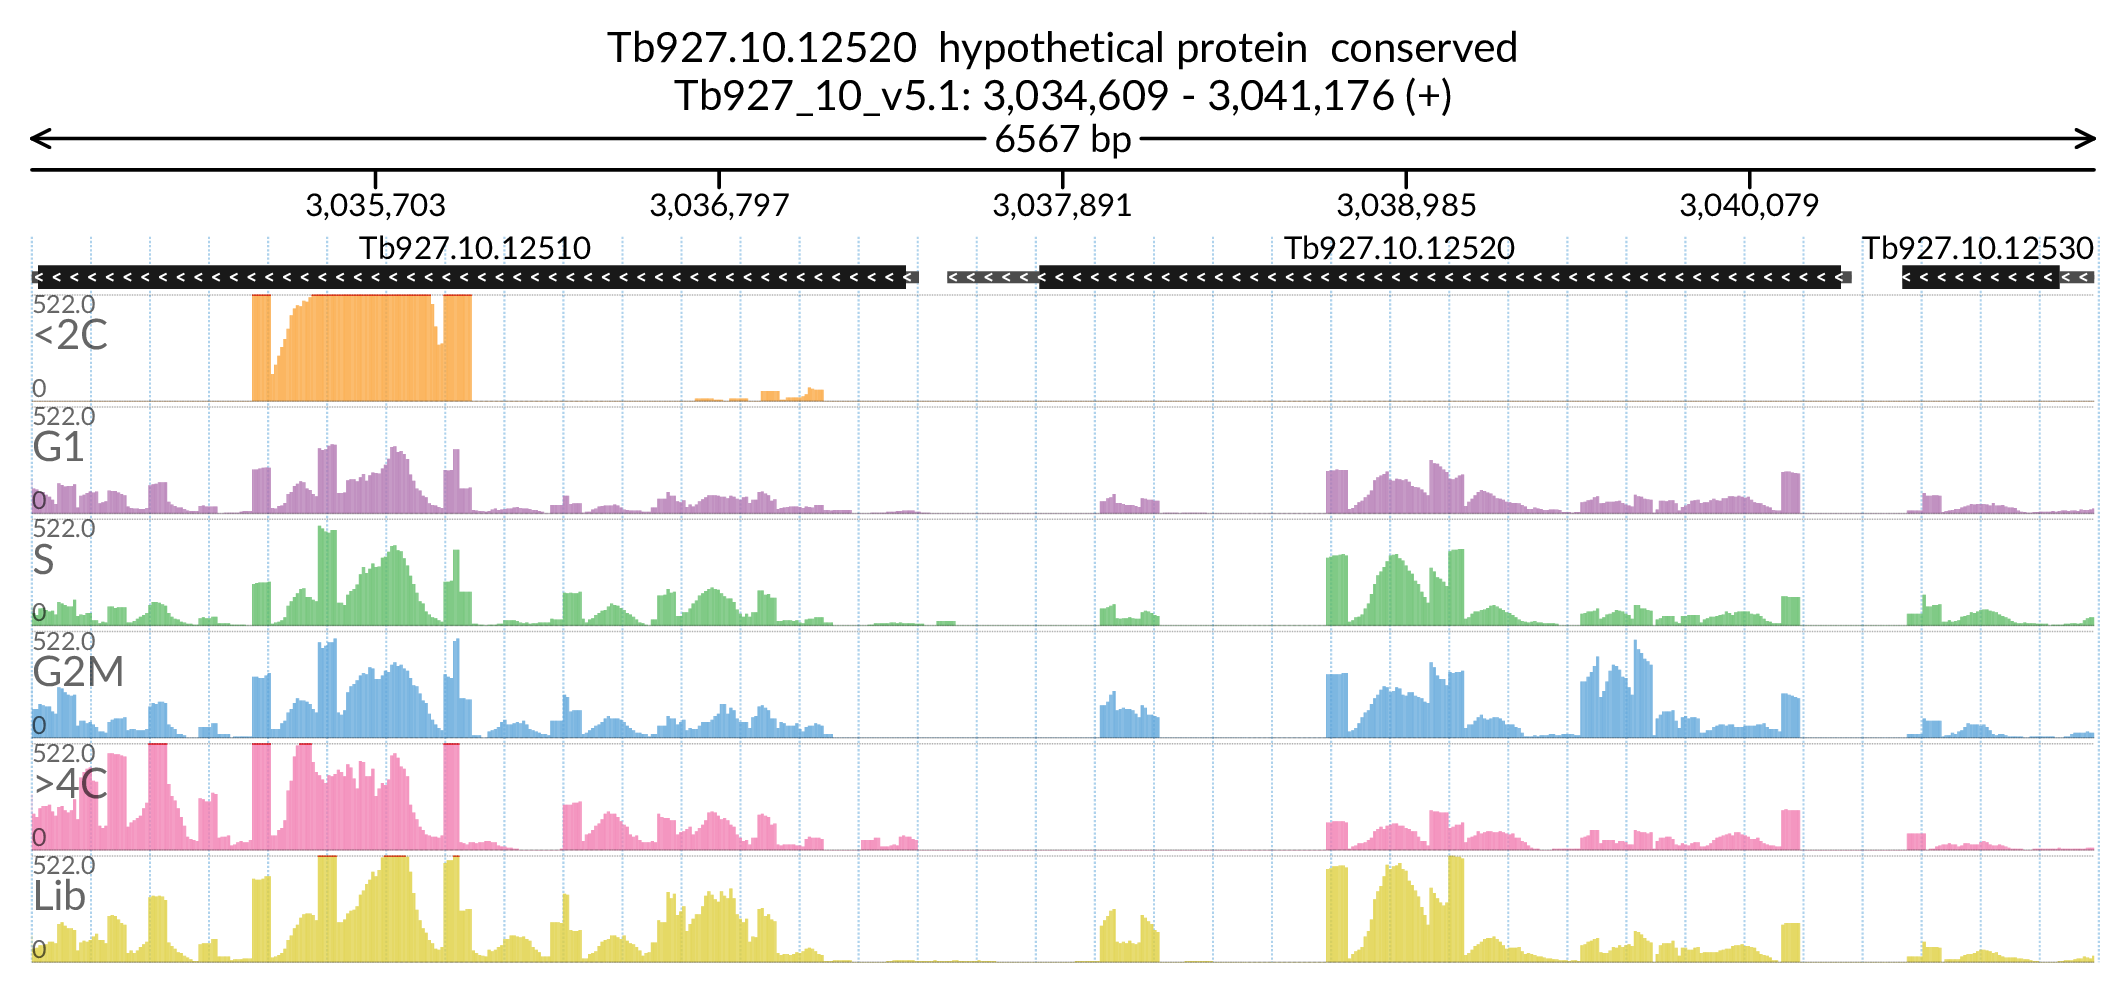 Tb927.10.12520 hypothetical protein conserved
Tb927_10_v5.1: 3,034,609 - 3,041,176 (+)
6567 bp
3,035,703 3,036,797 3,037,891 3,038,985 3,040,079
Tb927.10.12510 Tb927.10.12520 Tb927.10.12530
522.0
<2C
0
522.0
G1
0
522.0
S
0
522.0
G2M
0
522.0
>4C
0
522.0
Lib
0